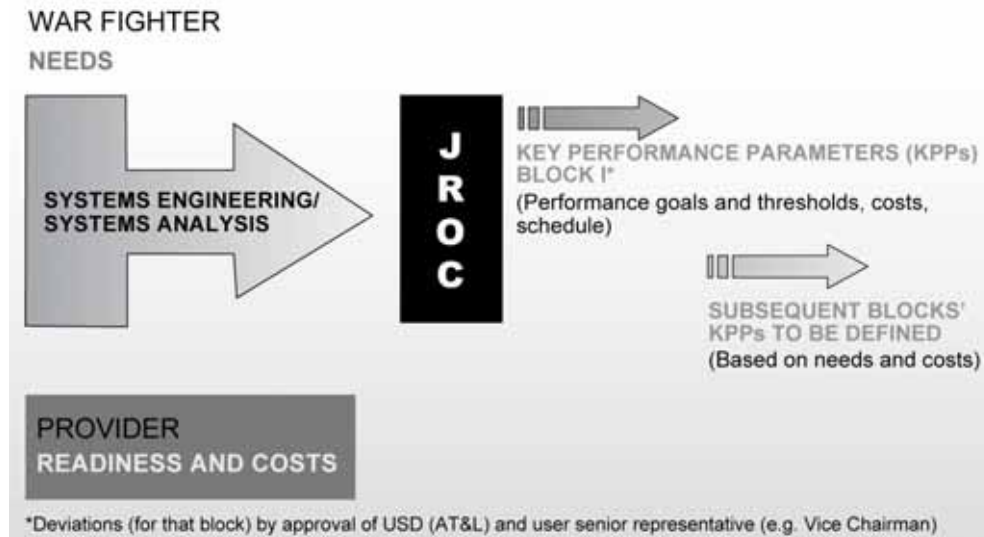 WAR FIGHTER
NEEDS
SYSTEMS ENGINEERING/
SYSTEMS ANALYSIS
JROC
KEY PERFORMANCE PARAMETERS (KPPs)
BLOCK I*
(Performance goals and thresholds, costs,
schedule)
SUBSEQUENT BLOCKS'
KPPs TO BE DEFINED
(Based on needs and costs)
PROVIDER
READINESS AND COSTS
*Deviations (for that block) by approval of USD (AT&L) and user senior representative (e.g. Vice Chairman)